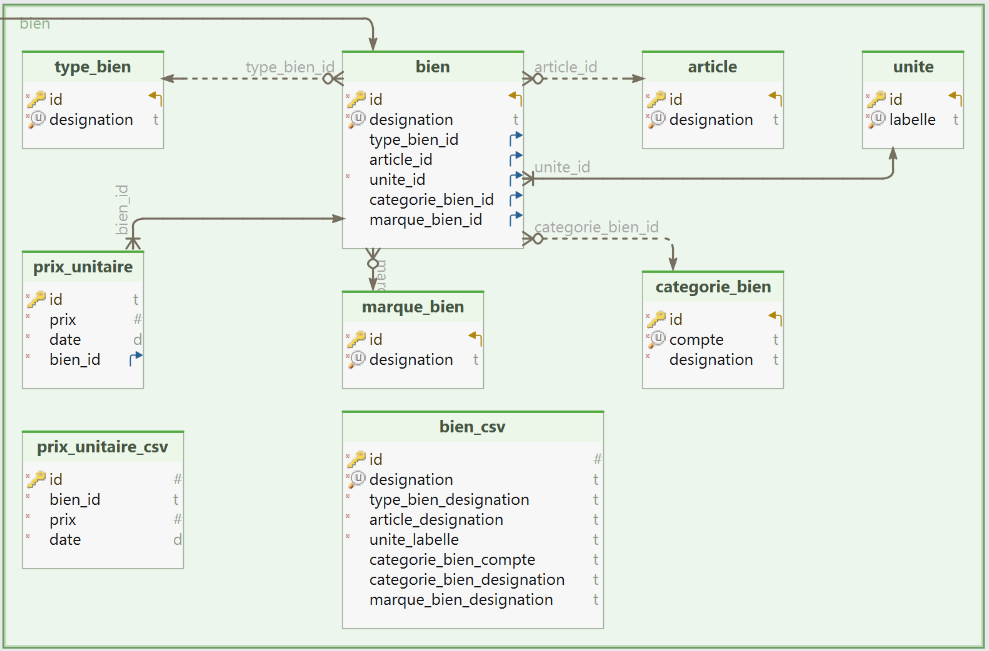 bien
type_bien
id
designation t
type_bien_id
bien
id
designation t
type_bien_id
article_id
unite_id
categorie_bien_id
marque_bien_id
article_id
article
id
designation t
unite
id
labelle t
unite_id
categorie_bien_id
bien_id
prix_unitaire
id t
prix #
date d
bien_id
marque_bien
id
designation t
categorie_bien
id
compte t
designation t
prix_unitaire_csv
id #
bien_id t
prix #
date d
bien_csv
id #
designation t
type_bien_designation t
article_designation t
unite_labelle t
categorie_bien_compte t
categorie_bien_designation t
marque_bien_designation t